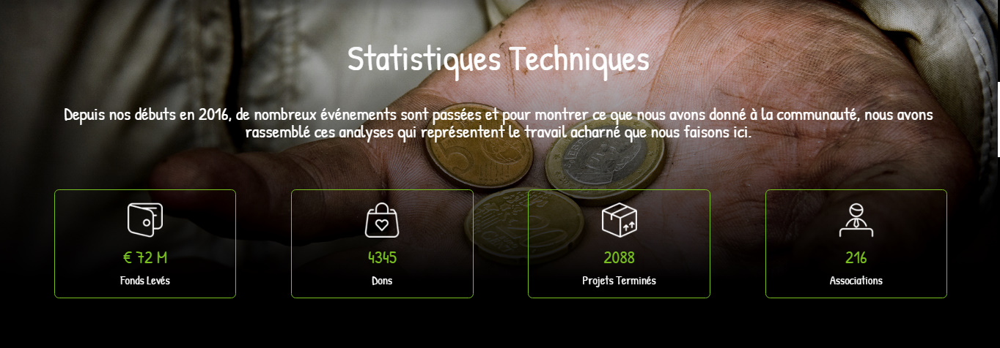 Statistiques Techniques
Depuis nos débuts en 2016, de nombreux événements sont passées et pour montrer ce que nous avons donné à la communauté, nous avons
rassemblé ces analyses qui représentent le travail acharné que nous faisons ici.
€ 72 M
Fonds Levés
4345
Dons
2088
Projets Terminés
216
Associations